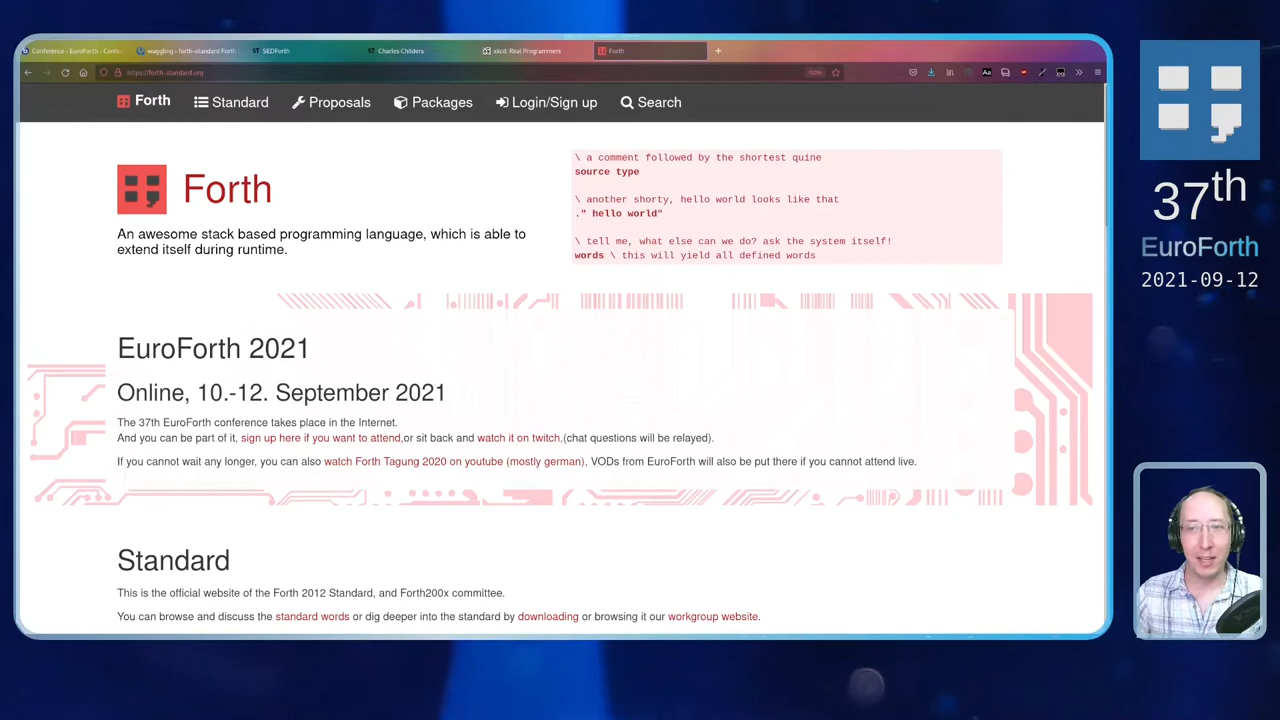 Conference - EuroForth - Conf
waggling - forth-standard Forth
SEDForth
Charles Childers
xkcd: Real Programmers
Forth
https://forth-standard.org
150%
Forth
Standard
Proposals
Packages
Login/Sign up
Search
Forth
An awesome stack based programming language, which is able to
extend itself during runtime.
\ a comment followed by the shortest quine
source type
\ another shorty, hello world looks like that
." hello world"
\ tell me, what else can we do? ask the system itself!
words \ this will yield all defined words
EuroForth 2021
Online, 10.-12. September 2021
The 37th EuroForth conference takes place in the Internet.
And you can be part of it, sign up here if you want to attend,or sit back and watch it on twitch,(chat questions will be relayed).
If you cannot wait any longer, you can also watch Forth Tagung 2020 on youtube (mostly german), VODs from EuroForth will also be put there if you cannot attend live.
Standard
This is the official website of the Forth 2012 Standard, and Forth200x committee.
You can browse and discuss the standard words or dig deeper into the standard by downloading or browsing it our workgroup website.
37th
EuroForth
2021-09-12